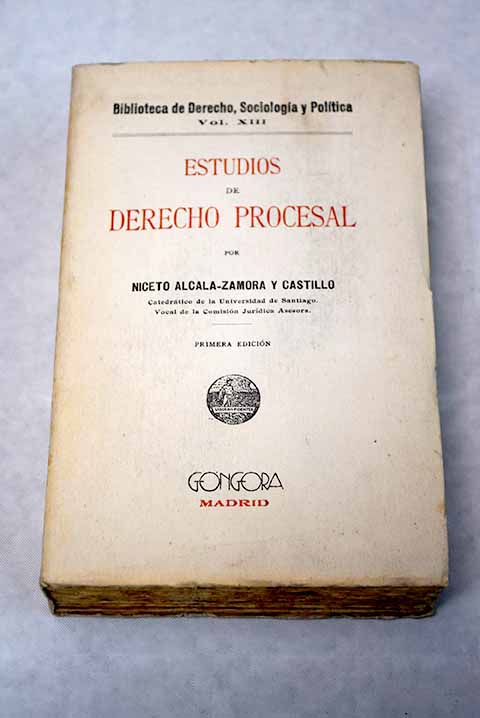 Biblioteca de Derecho, Sociología y Política
Vol. XIII
ESTUDIOS
DE
DERECHO PROCESAL
POR
NICETO ALCALA-ZAMORA Y CASTILLO
Catedrático de la Universidad de Santiago.
Vocal de la Comisión Jurídica Asesora.
PRIMERA EDICIÓN
GÓNGORA
MADRID